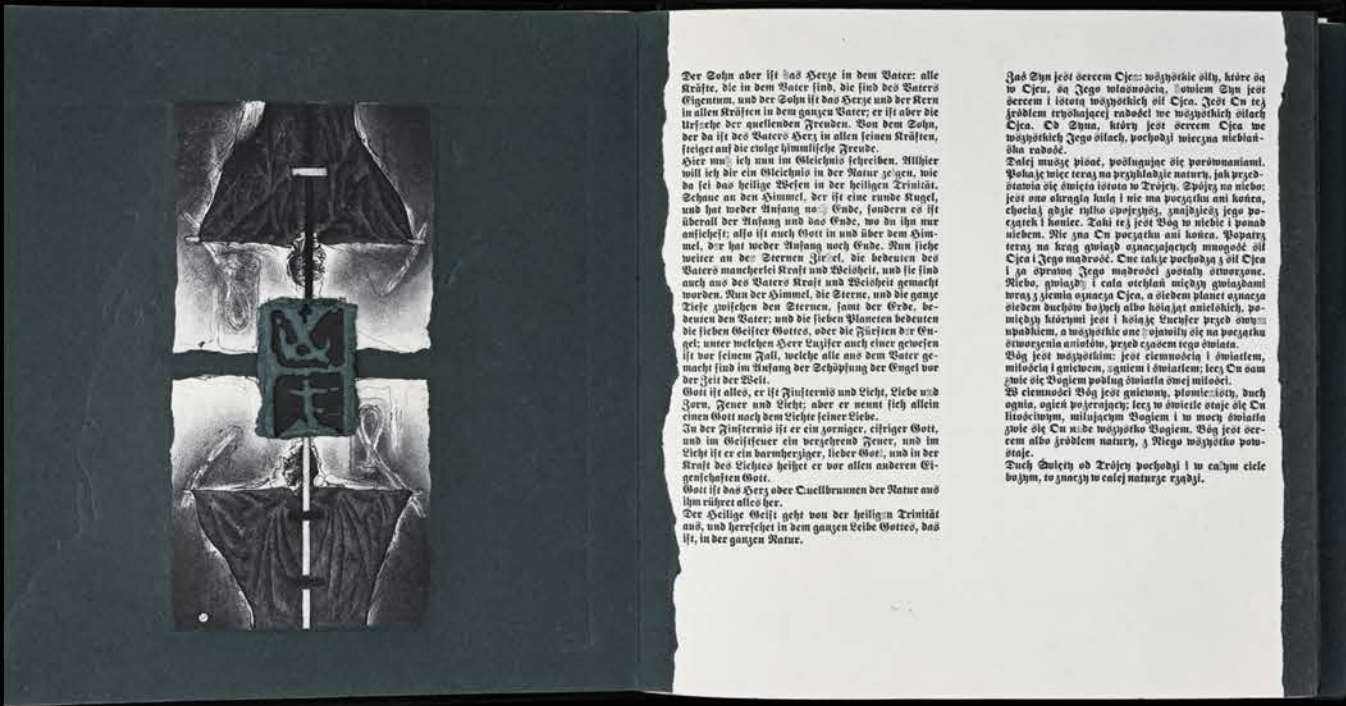 Der Sohn aber ist das Herze in dem Vater: alle
Kräfte, die in dem Vater sind, die sind des Vaters
Eigentum, und der Sohn ist das Herze und der Kern
in allen Kräften in dem ganzen Vater; er ist aber die
Ursache der quellenden Freuden. Von dem Sohn,
der da ist des Vaters Herz in allen seinen Kräften,
steiget auf die ewige himmlische Freude.
Hier muß ich nun im Gleichnis schreiben. Allhier
will ich dir ein Gleichnis in der Natur zeigen, wie
da sei das heilige Wesen in der heiligen Trinität.
Schaue an den Himmel, der ist eine runde Kugel,
und hat weder Anfang noch Ende, sondern es ist
überall der Anfang und das Ende, wo du ihn nur
ansiehest; also ist auch Gott in und über dem Him-
mel, der hat weder Anfang noch Ende. Nun siehe
weiter an den Sternen Zirkel, die bedeuten des
Vaters mancherlei Kraft und Weisheit, und sie sind
auch aus des Vaters Kraft und Weisheit gemacht
worden. Nun der Himmel, die Sterne, und die ganze
Tiefe zwischen den Sternen, samt der Erde, be-
deuten den Vater; und die sieben Planeten bedeuten
die sieben Geister Gottes, oder die Fürsten der En-
gel; unter welchen Herr Luzifer auch einer gewesen
ist vor seinem Fall, welche alle aus dem Vater ge-
macht sind im Anfang der Schöpfung der Engel vor
der Zeit der Welt.
Gott ist alles, er ist Finsternis und Licht, Liebe und
Zorn, Feuer und Licht; aber er nennt sich allein
einen Gott nach dem Lichte seiner Liebe.
In der Finsternis ist er ein zorniger, eifriger Gott,
und im Geistfeuer ein verzehrend Feuer, und im
Licht ist er ein barmherziger, lieber Gott, und in der
Kraft des Lichtes heißet er vor allen anderen Ei-
genschaften Gott.
Gott ist das Herz oder Quellbrunnen der Natur aus
ihm rühret alles her.
Der Heilige Geist geht von der heiligen Trinität
aus, und herrschet in dem ganzen Leibe Gottes, das
ist, in der ganzen Natur.
Zaś Syn jest sercem Ojca: wszystkie siły, które są
w Ojcu, są Jego własnością, bowiem Syn jest
sercem i istotą wszystkich sił Ojca. Jest On też
źródłem tryskającej radości we wszystkich siłach
Ojca. Od Syna, który jest sercem Ojca we
wszystkich Jego siłach, pochodzi wieczna niebiań-
ska radość.
Dalej muszę pisać, posługując się porównaniami.
Pokażę więc teraz na przykładzie natury, jak przed-
stawia się święta istota w Trójcy. Spójrz na niebo:
jest ono okrągłą kulą i nie ma początku ani końca,
chociaż gdzie tylko spojrzysz, znajdziesz jego po-
czątek i koniec. Taki też jest Bóg w niebie i ponad
niebem. Nie zna On początku ani końca. Popatrz
teraz na krąg gwiazd oznaczających mnogość sił
Ojca i Jego mądrość. One także pochodzą z sił Ojca
i za sprawą Jego mądrości zostały stworzone.
Niebo, gwiazdy i cała otchłań między gwiazdami
wraz z ziemią oznacza Ojca, a siedem planet oznacza
siedem duchów bożych albo książąt anielskich, po-
między którymi jest i książę Lucyfer przed swym
upadkiem, a wszystkie one pojawiły się na początku
stworzenia aniołów, przed czasem tego świata.
Bóg jest wszystkim: jest ciemnością i światłem,
miłością i gniewem, ogniem i światłem; lecz On sam
zwie się Bogiem podług światła swej miłości.
W ciemności Bóg jest gniewny, płomienisty, duch
ognia, ogień pożerający; lecz w świetle staje się On
litościwym, miłującym Bogiem i w mocy światła
zwie się On nade wszystko Bogiem. Bóg jest ser-
cem albo źródłem natury, z Niego wszystko pow-
staje.
Duch Święty od Trójcy pochodzi i w całym ciele
bożym, to znaczy w całej naturze rządzi.